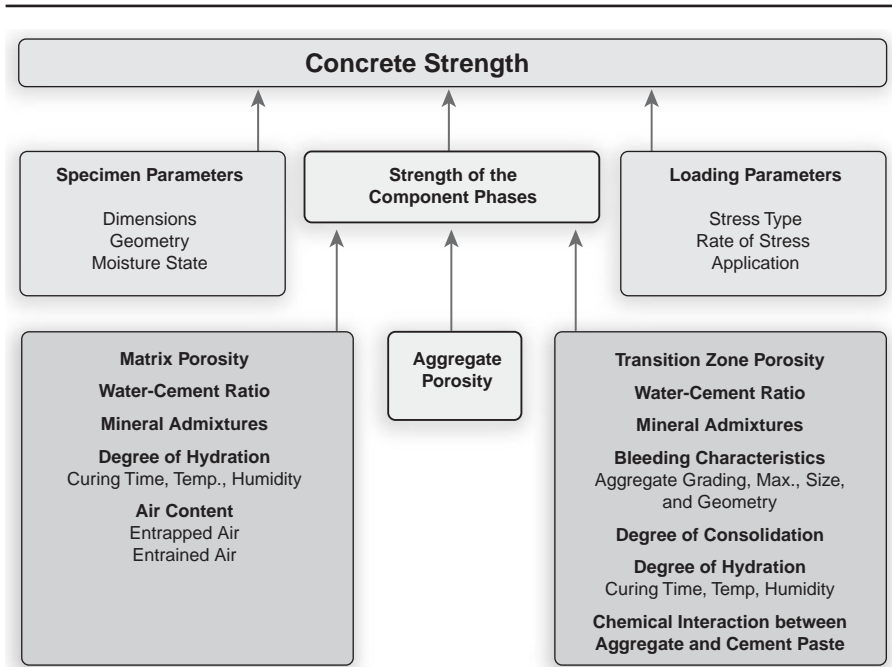 Concrete Strength
Specimen Parameters
Dimensions
Geometry
Moisture State
Strength of the
Component Phases
Loading Parameters
Stress Type
Rate of Stress
Application
Matrix Porosity
Water-Cement Ratio
Mineral Admixtures
Degree of Hydration
Curing Time, Temp., Humidity
Air Content
Entrapped Air
Entrained Air
Aggregate
Porosity
Transition Zone Porosity
Water-Cement Ratio
Mineral Admixtures
Bleeding Characteristics
Aggregate Grading, Max., Size,
and Geometry
Degree of Consolidation
Degree of Hydration
Curing Time, Temp, Humidity
Chemical Interaction between
Aggregate and Cement Paste